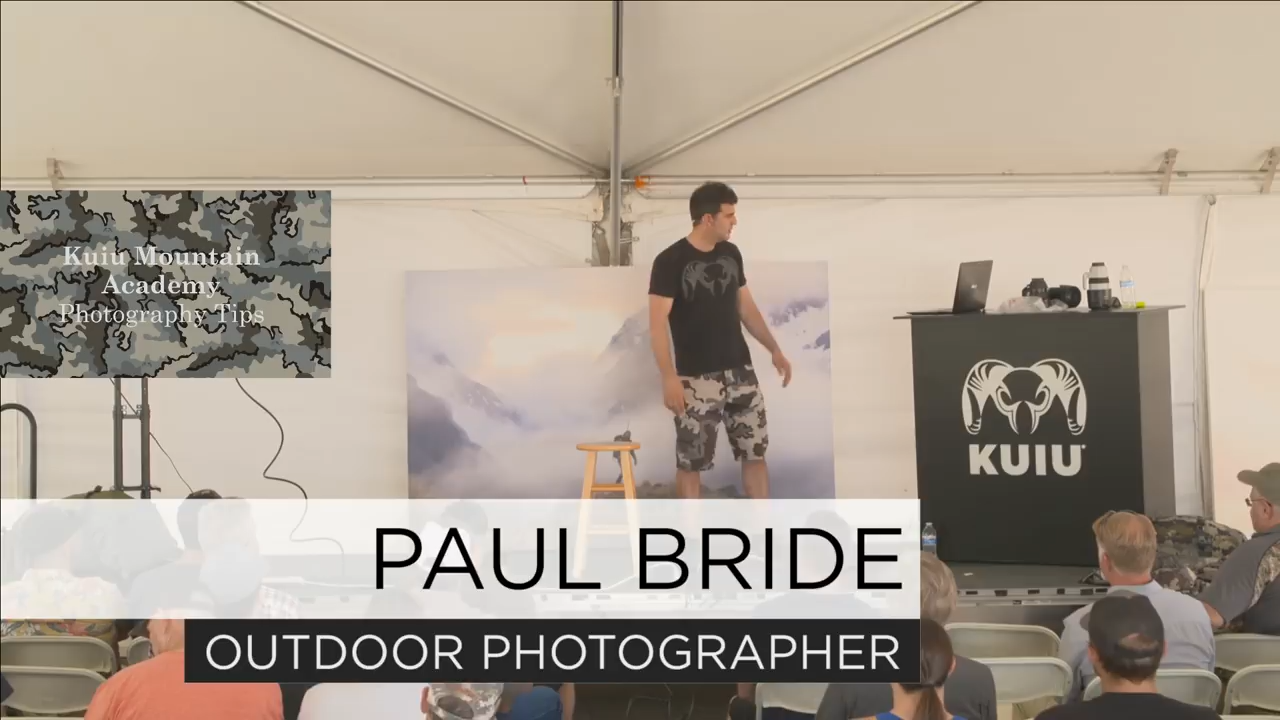 Kuiu Mountain
Academy
Photography Tips
KUIU
PAUL BRIDE
OUTDOOR PHOTOGRAPHER